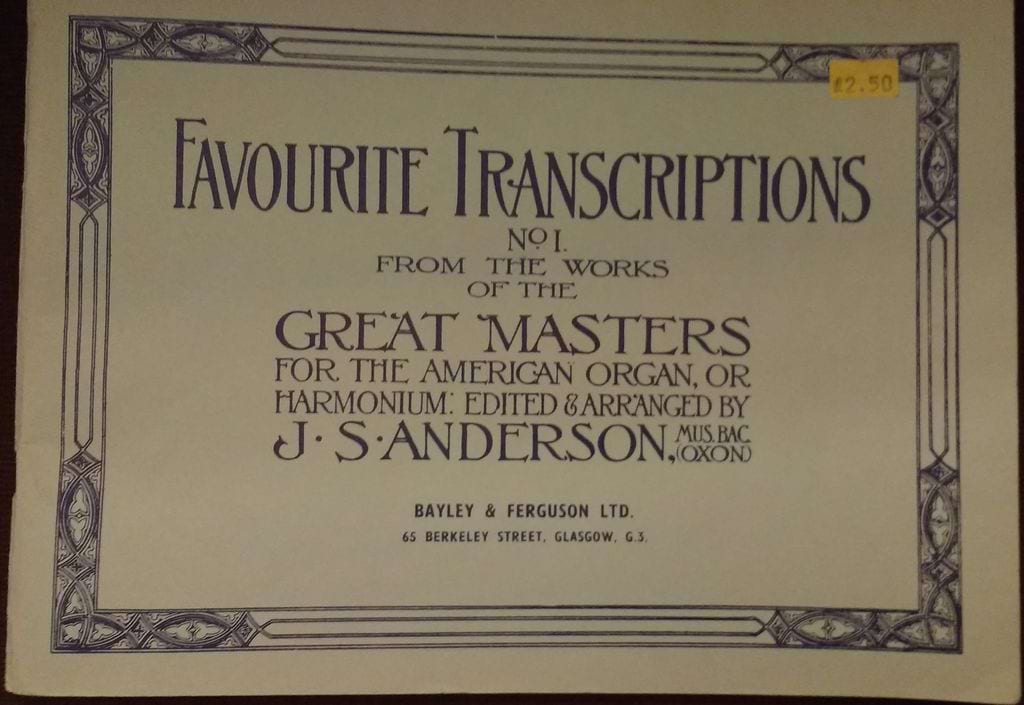 £2.50
FAVOURITE TRANSCRIPTIONS
No I.
FROM THE WORKS
OF THE
GREAT MASTERS
FOR THE AMERICAN ORGAN, OR
HARMONIUM: EDITED & ARRANGED BY
J. S. ANDERSON, MUS. BAC. (OXON)
BAYLEY & FERGUSON LTD.
65 BERKELEY STREET, GLASGOW, G.3.